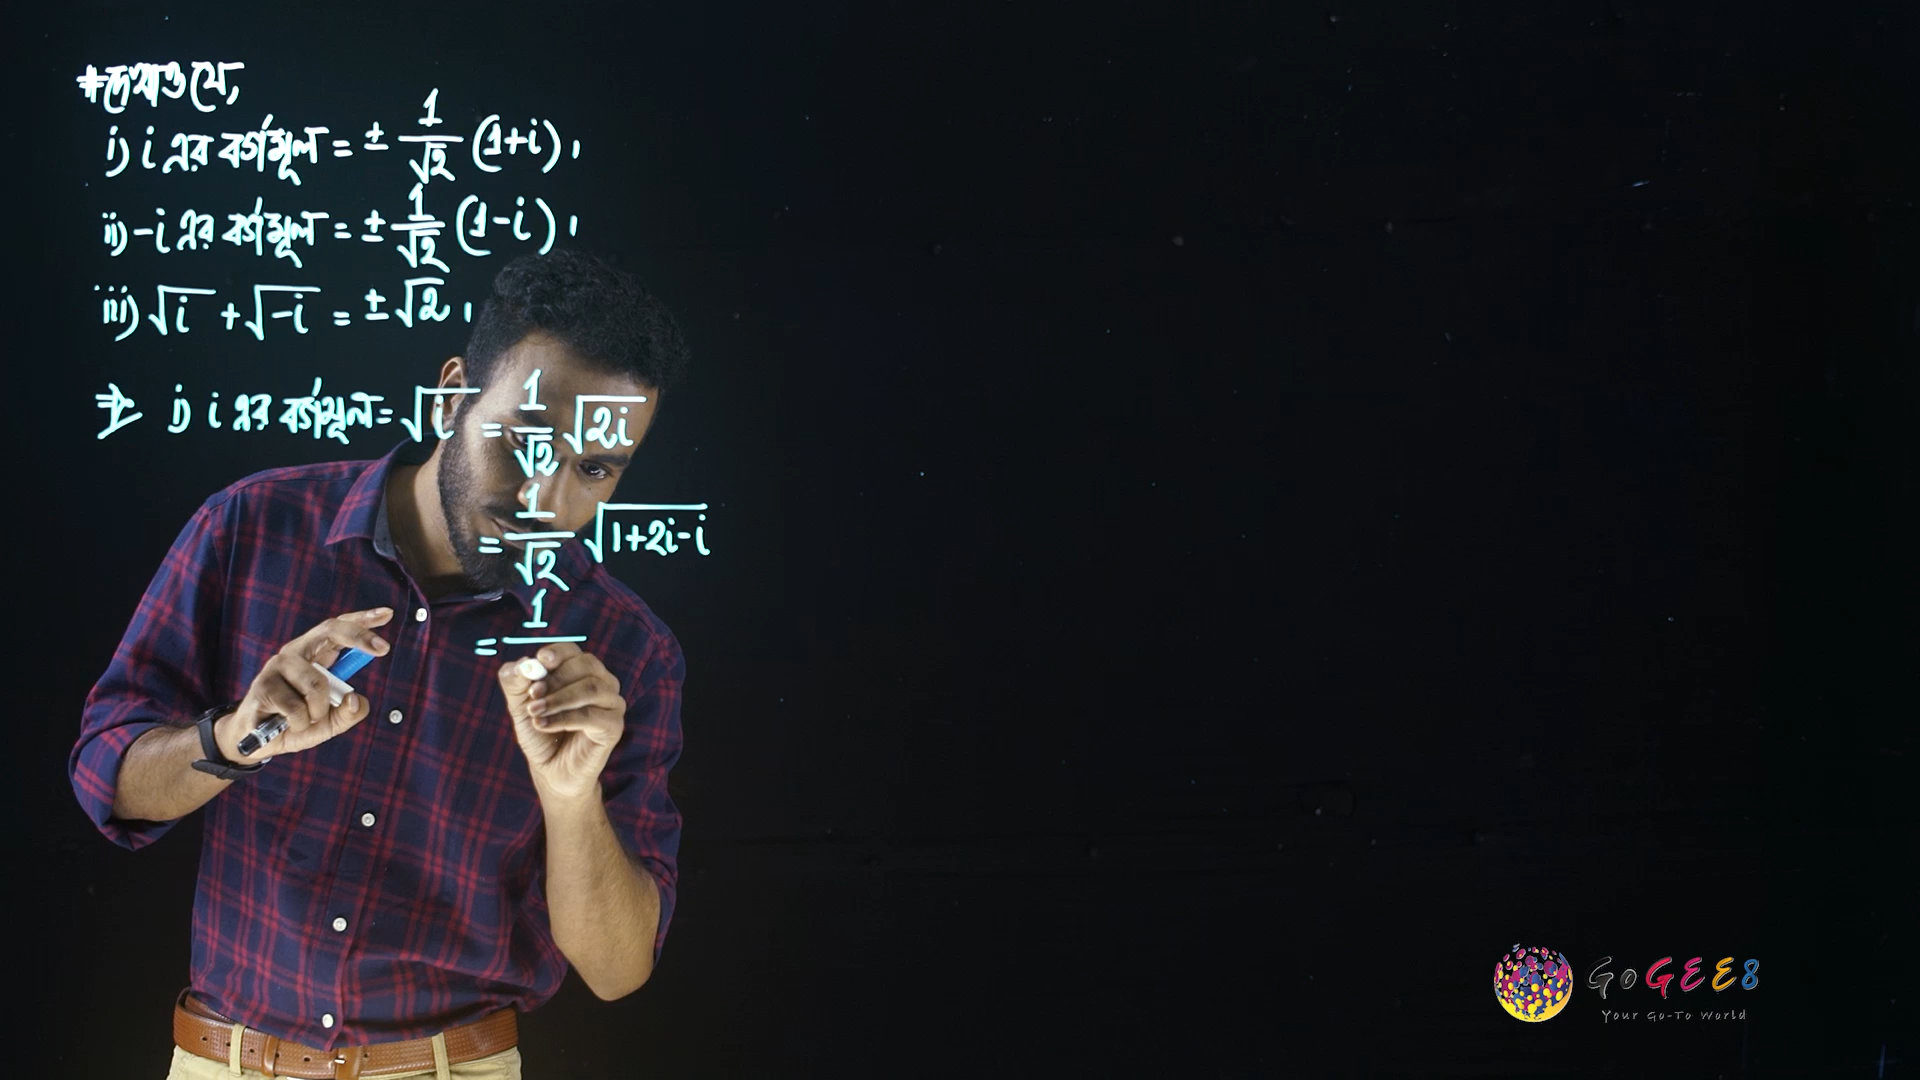 #দেখাও যে,
i) i এর বর্গমূল = ± 1/√2 (1+i),
ii) -i এর বর্গমূল = ± 1/√2 (1-i),
iii) √i + √-i = ± √2,
⇒ i) i এর বর্গমূল = √i = 1/√2 √2i
= 1/√2 √1+2i-i
= 1
GoGEE8
Your Go-To World